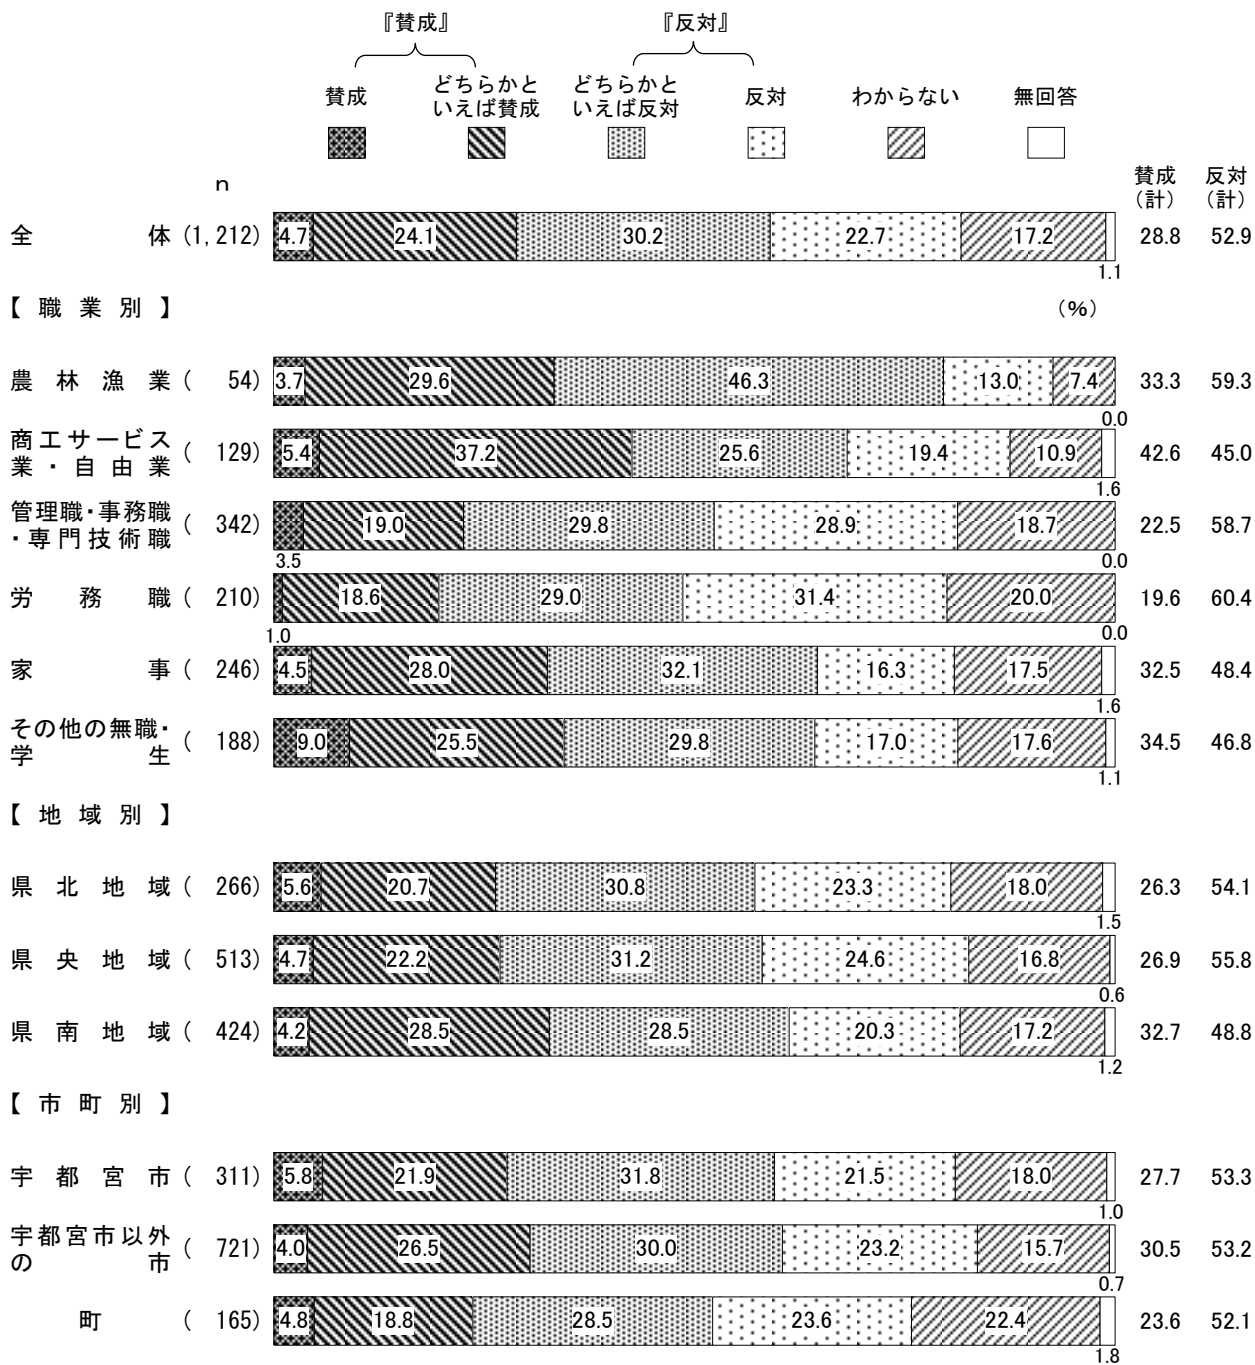 『賛成』 『反対』
賛成 どちらかと どちらかと 反対 わからない 無回答
いえば賛成 いえば反対
n 賛成 反対
（計） （計）
全体 (1,212) 4.7 24.1 30.2 22.7 17.2 28.8 52.9
1.1
【職業別】 （％）
農林漁業 ( 54) 3.7 29.6 46.3 13.0 7.4 33.3 59.3
0.0
商工サービス
業・自由業 ( 129) 5.4 37.2 25.6 19.4 10.9 42.6 45.0
1.6
管理職・事務職
・専門技術職 ( 342) 19.0 29.8 28.9 18.7 22.5 58.7
3.5 0.0
労務職 ( 210) 18.6 29.0 31.4 20.0 19.6 60.4
1.0 0.0
家事 ( 246) 4.5 28.0 32.1 16.3 17.5 32.5 48.4
1.6
その他の無職・
学生 ( 188) 9.0 25.5 29.8 17.0 17.6 34.5 46.8
1.1
【地域別】
県北地域 ( 266) 5.6 20.7 30.8 23.3 18.0 26.3 54.1
1.5
県央地域 ( 513) 4.7 22.2 31.2 24.6 16.8 26.9 55.8
0.6
県南地域 ( 424) 4.2 28.5 28.5 20.3 17.2 32.7 48.8
1.2
【市町別】
宇都宮市 ( 311) 5.8 21.9 31.8 21.5 18.0 27.7 53.3
1.0
宇都宮市以外
の市 ( 721) 4.0 26.5 30.0 23.2 15.7 30.5 53.2
0.7
町 ( 165) 4.8 18.8 28.5 23.6 22.4 23.6 52.1
1.8